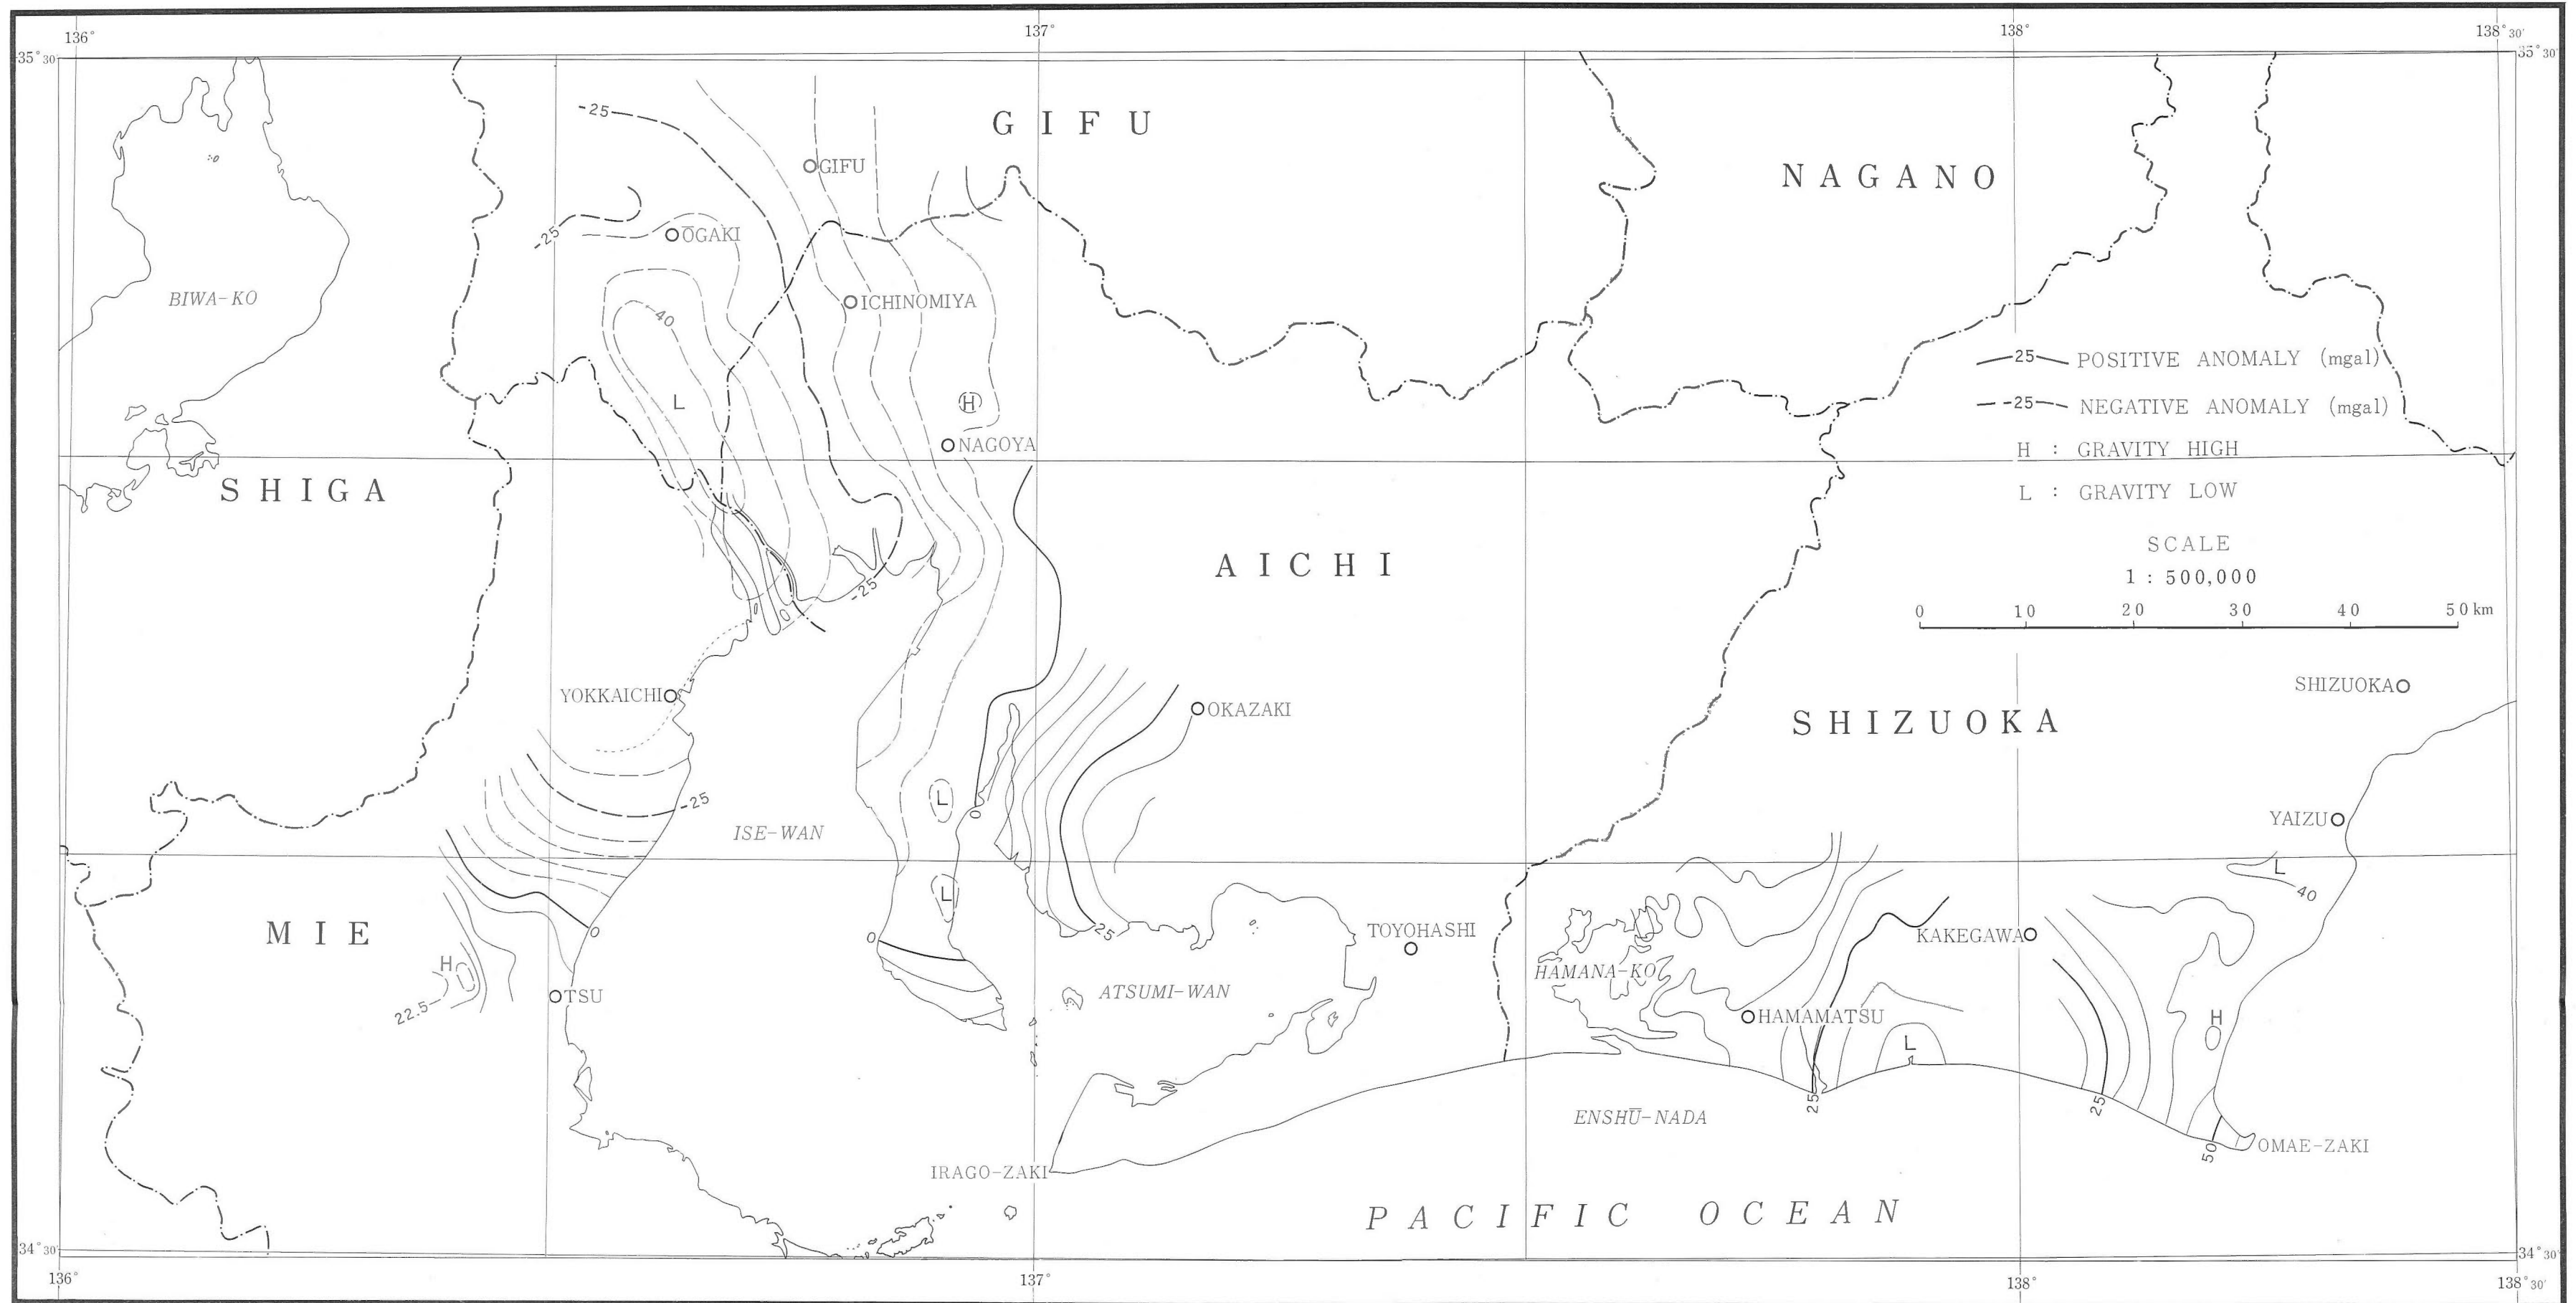 136°
137°
138°
138° 30'
35° 30'
35° 30'
-25
GIFU
GIFU
NAGANO
-25
ŌGAKI
BIWA-KO
ICHINOMIYA
-40
25 POSITIVE ANOMALY (mgal)
-25 NEGATIVE ANOMALY (mgal)
H : GRAVITY HIGH
L : GRAVITY LOW
L
H
NAGOYA
SHIGA
AICHI
SCALE
1 : 500,000
0 10 20 30 40 50 km
-25
YOKKAICHI
OKAZAKI
SHIZUOKA
SHIZUOKA
-25
L
0
ISE-WAN
YAIZU
L
40
L
MIE
0
0
25
TOYOHASHI
KAKEGAWA
H
22.5
TSU
ATSUMI-WAN
HAMANA-KO
HAMAMATSU
L
H
25
25
ENSHŪ-NADA
50
OMAE-ZAKI
IRAGO-ZAKI
PACIFIC OCEAN
34° 30'
34° 30'
136°
137°
138°
138° 30'